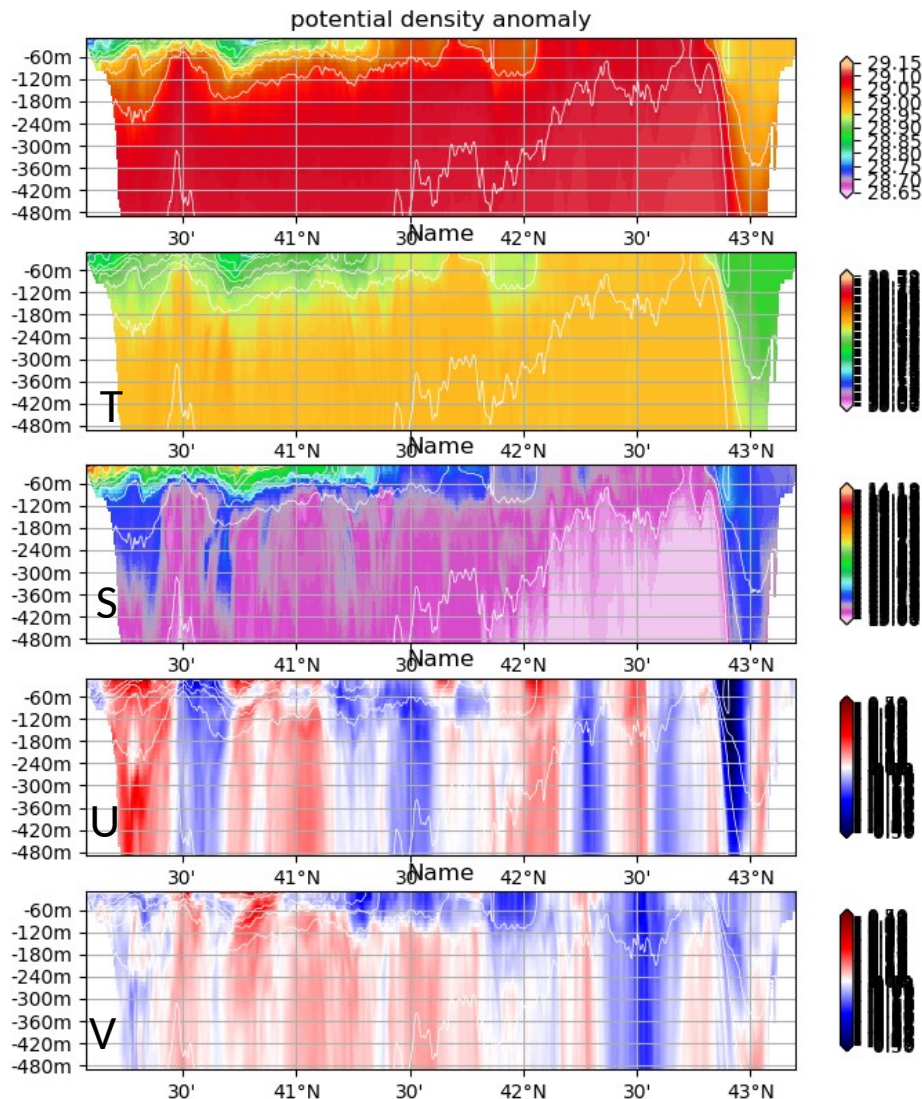 potential density anomaly
-60m
-120m
-180m
-240m
-300m
-360m
-420m
-480m
29.15
29.10
29.05
29.00
28.95
28.90
28.85
28.80
28.75
28.70
28.65
30' 41°N 30' 42°N 30' 43°N
Name
-60m
-120m
-180m
-240m
-300m
-360m
-420m
-480m
T
30' 41°N 30' 42°N 30' 43°N
Name
-60m
-120m
-180m
-240m
-300m
-360m
-420m
-480m
S
30' 41°N 30' 42°N 30' 43°N
Name
-60m
-120m
-180m
-240m
-300m
-360m
-420m
-480m
U
30' 41°N 30' 42°N 30' 43°N
Name
-60m
-120m
-180m
-240m
-300m
-360m
-420m
-480m
V
30' 41°N 30' 42°N 30' 43°N